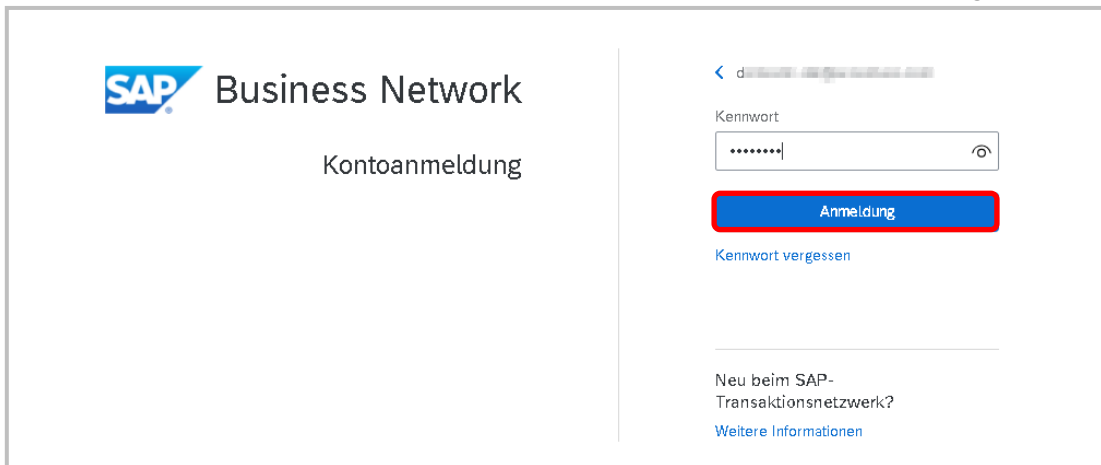 SAP Business Network
Kontoanmeldung
Kennwort
Anmeldung
Kennwort vergessen
Neu beim SAP-
Transaktionsnetzwerk?
Weitere Informationen